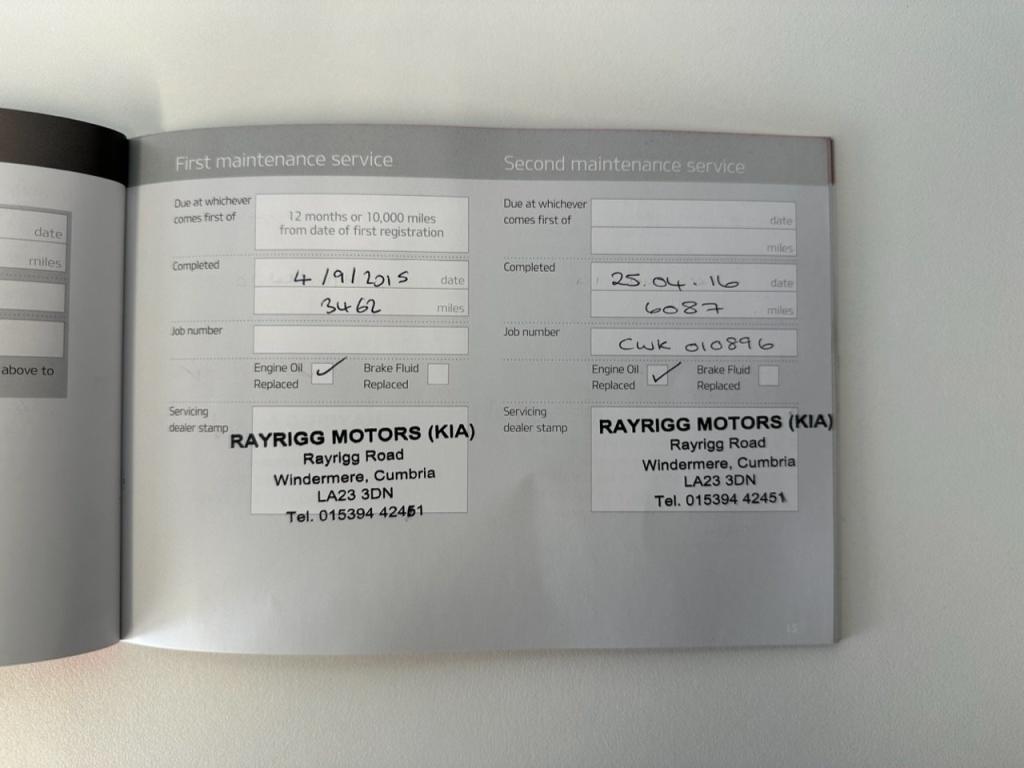 date
miles
above to
First maintenance service
Due at whichever
comes first of
12 months or 10,000 miles
from date of first registration
Completed
4/9/2015 date
3462 miles
Job number
Engine Oil
Replaced
Brake Fluid
Replaced
Servicing
dealer stamp
RAYRIGG MOTORS (KIA)
Rayrigg Road
Windermere, Cumbria
LA23 3DN
Tel. 015394 42451
Second maintenance service
Due at whichever
comes first of
date
miles
Completed
25.04.16 date
6087 miles
Job number
CWK 010896
Engine Oil
Replaced
Brake Fluid
Replaced
Servicing
dealer stamp
RAYRIGG MOTORS (KIA)
Rayrigg Road
Windermere, Cumbria
LA23 3DN
Tel. 015394 42451
15